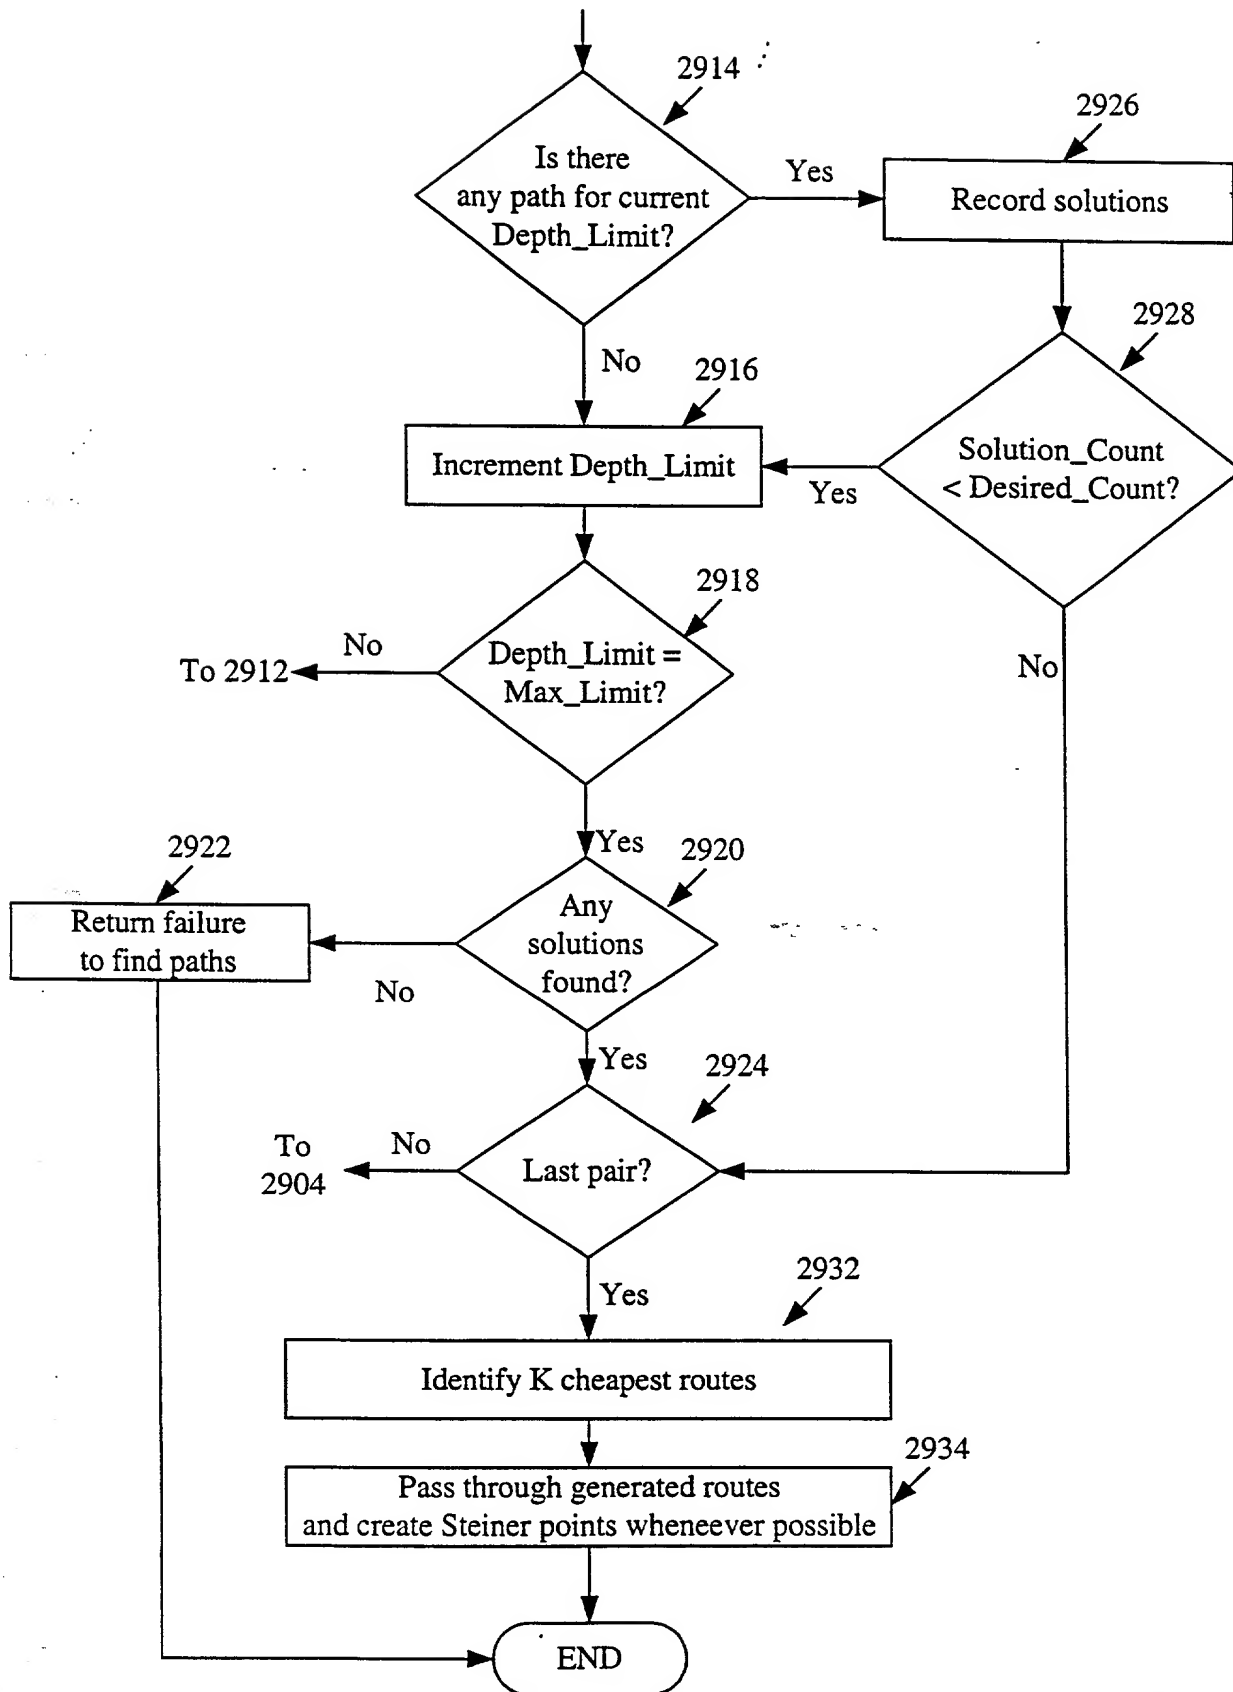 2914
Is there
any path for current
Depth_Limit?
Yes
2926
Record solutions
No
2916
Increment Depth_Limit
2928
Solution_Count
< Desired_Count?
Yes
No
2918
Depth_Limit =
Max_Limit?
No
To 2912
Yes
2920
Any
solutions
found?
No
2922
Return failure
to find paths
Yes
2924
Last pair?
No
To
2904
Yes
2932
Identify K cheapest routes
2934
Pass through generated routes
and create Steiner points wheneever possible
END